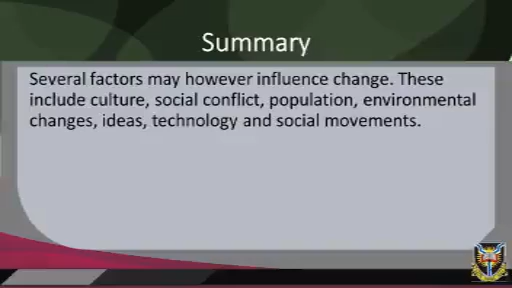 Summary
Several factors may however influence change. These
include culture, social conflict, population, environmental
changes, ideas, technology and social movements.